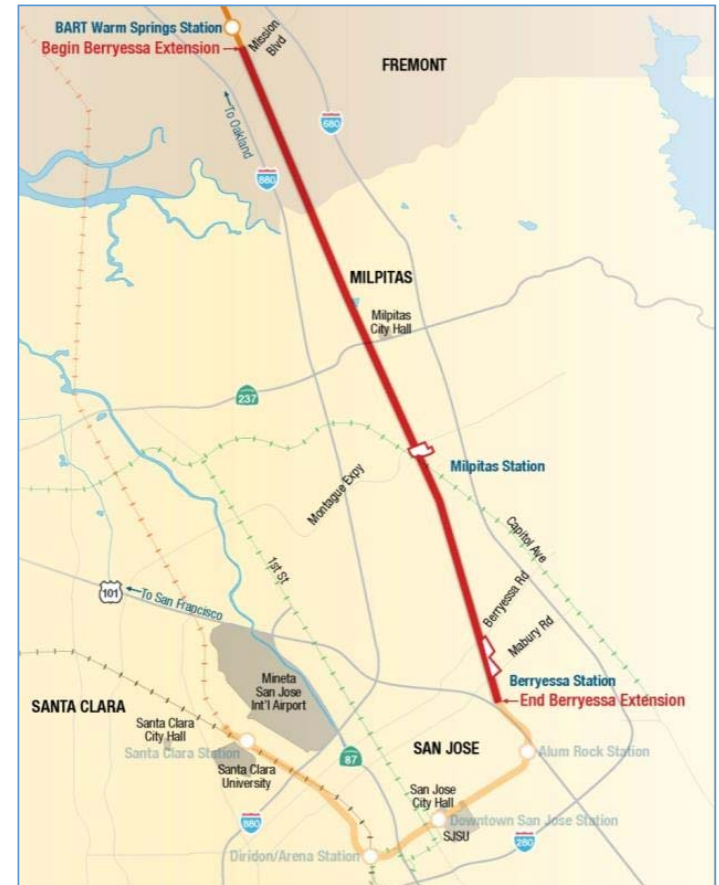 BART Warm Springs Station
Begin Berryessa Extension
Mission
Blvd
FREMONT
To Oakland
680
880
MILPITAS
Milpitas
City Hall
237
Milpitas Station
Montague Expy
Capitol Ave
1st St
Berryessa Rd
Mabury Rd
101
To San Francisco
Mineta
San Jose
Int'l Airport
Berryessa Station
End Berryessa Extension
SANTA CLARA
Santa Clara
City Hall
Santa Clara Station
Santa Clara
University
SAN JOSE
87
Alum Rock Station
San Jose
City Hall
Downtown San Jose Station
SJSU
880
280
Diridon/Arena Station